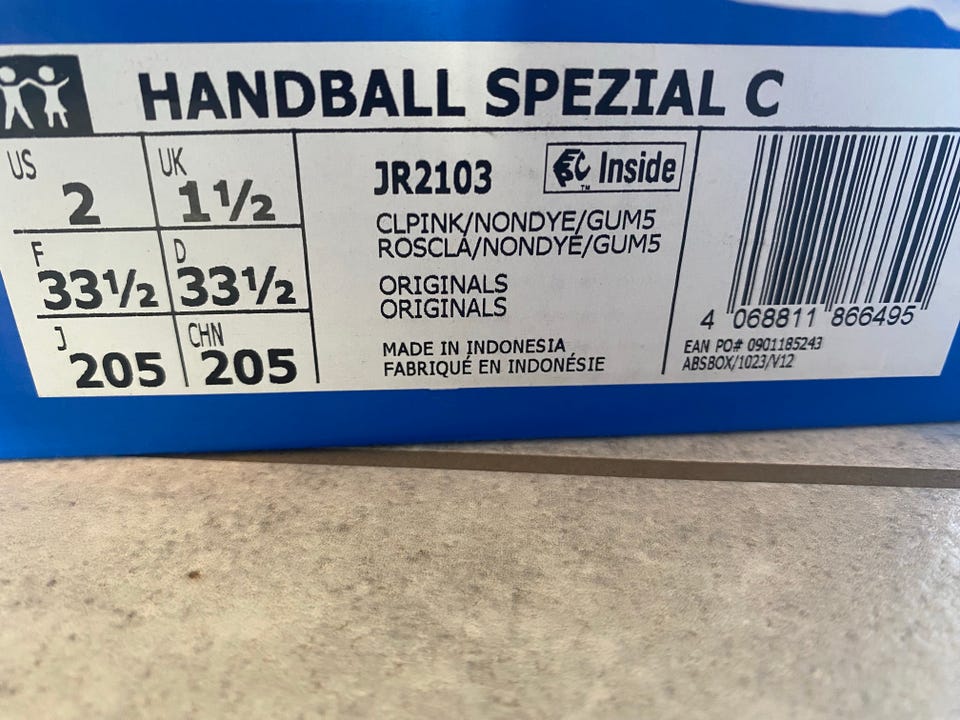 HANDBALL SPEZIAL C
US
2
UK
1½
F
33½
D
33½
J
205
CHN
205
JR2103
EC Inside
TM
CLPINK/NONDYE/GUM5
ROSCLA/NONDYE/GUM5
ORIGINALS
ORIGINALS
MADE IN INDONESIA
FABRIQUÉ EN INDONÉSIE
4 068811 866495
EAN PO# 0901185243
ABSBOX/1023/V12